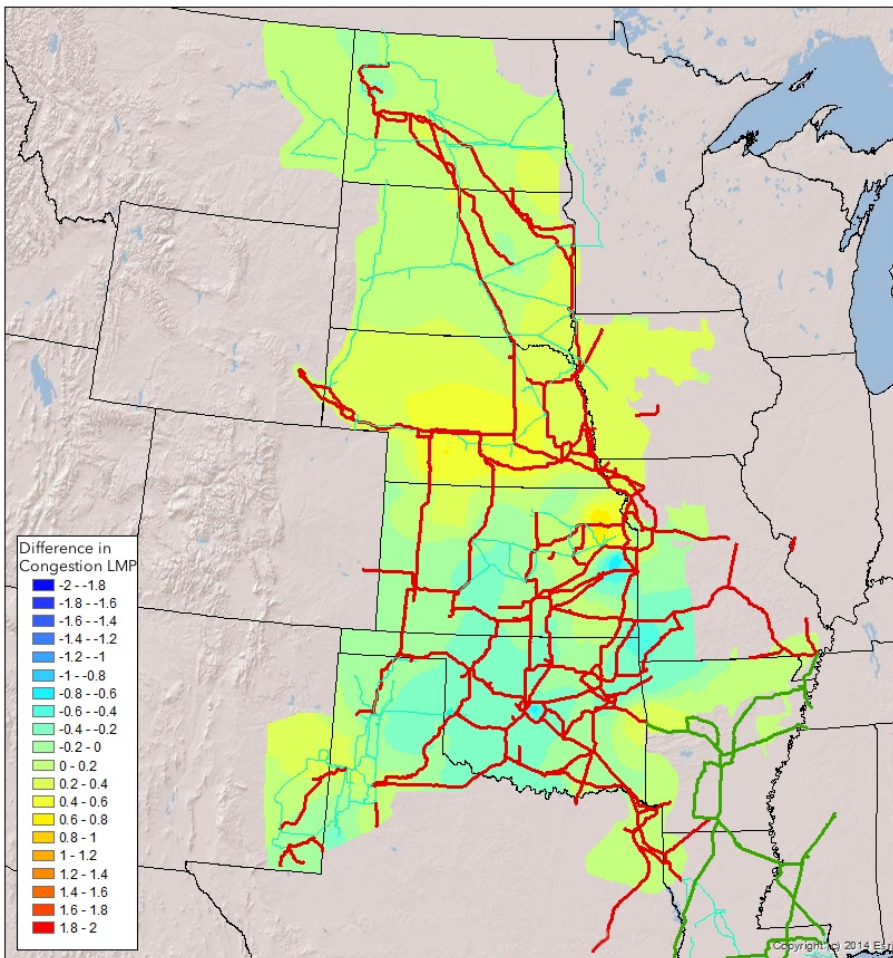 Difference in
Congestion LMP
-2 - -1.8
-1.8 - -1.6
-1.6 - -1.4
-1.4 - -1.2
-1.2 - -1
-1 - -0.8
-0.8 - -0.6
-0.6 - -0.4
-0.4 - -0.2
-0.2 - 0
0 - 0.2
0.2 - 0.4
0.4 - 0.6
0.6 - 0.8
0.8 - 1
1 - 1.2
1.2 - 1.4
1.4 - 1.6
1.6 - 1.8
1.8 - 2
Copyright:(c) 2014 Esri